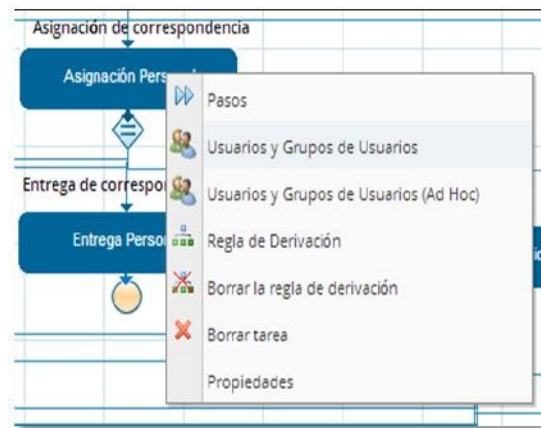 Asignación de correspondencia
Asignación Pers
Pasos
Usuarios y Grupos de Usuarios
Entrega de correspo
Usuarios y Grupos de Usuarios (Ad Hoc)
Entrega Perso
Regla de Derivación
Borrar la regla de derivación
Borrar tarea
Propiedades